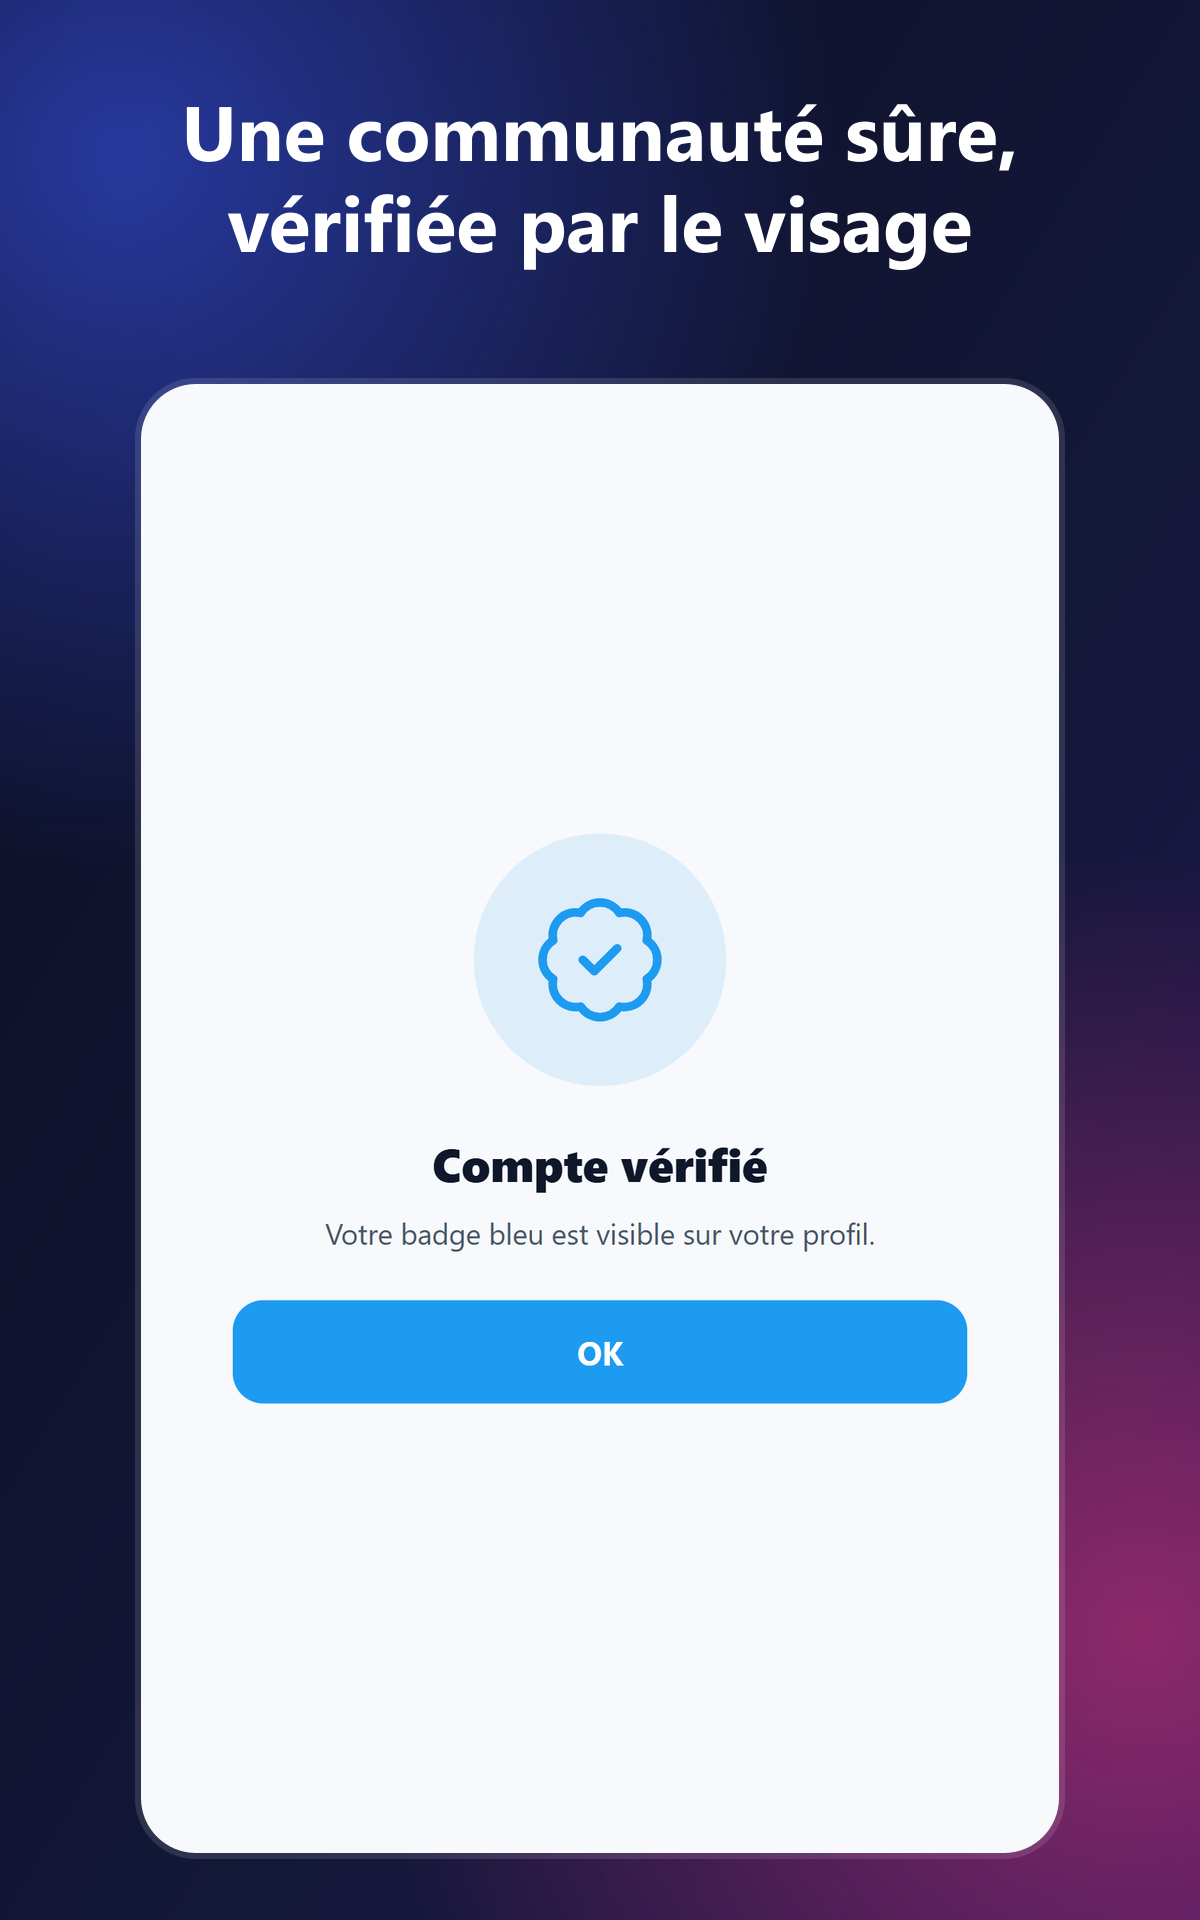 Une communauté sûre,
vérifiée par le visage
Compte vérifié
Votre badge bleu est visible sur votre profil.
OK